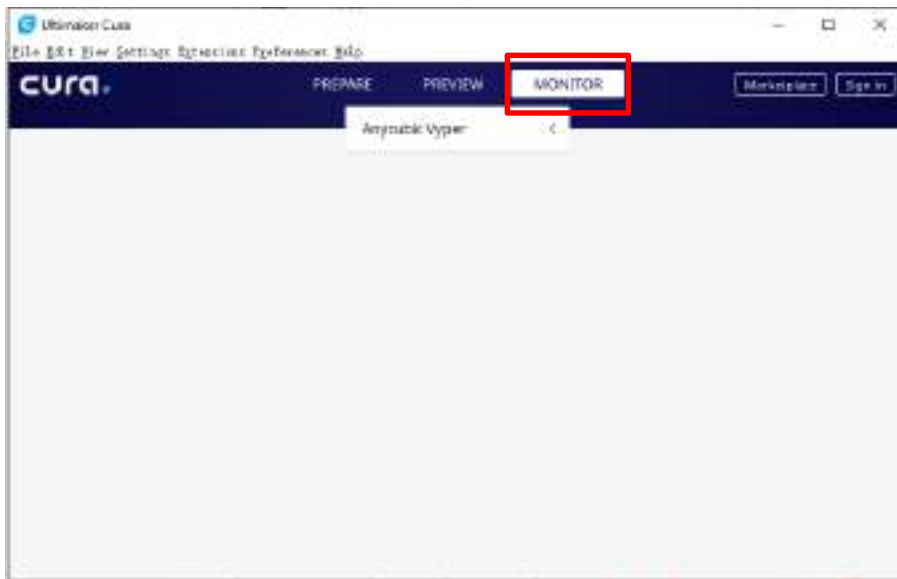 Ultimaker Cura
File Edit View Settings Extensions Preferences Help
cura.
PREPARE PREVIEW MONITOR Marketplace Sign in
Anycubic Vyper